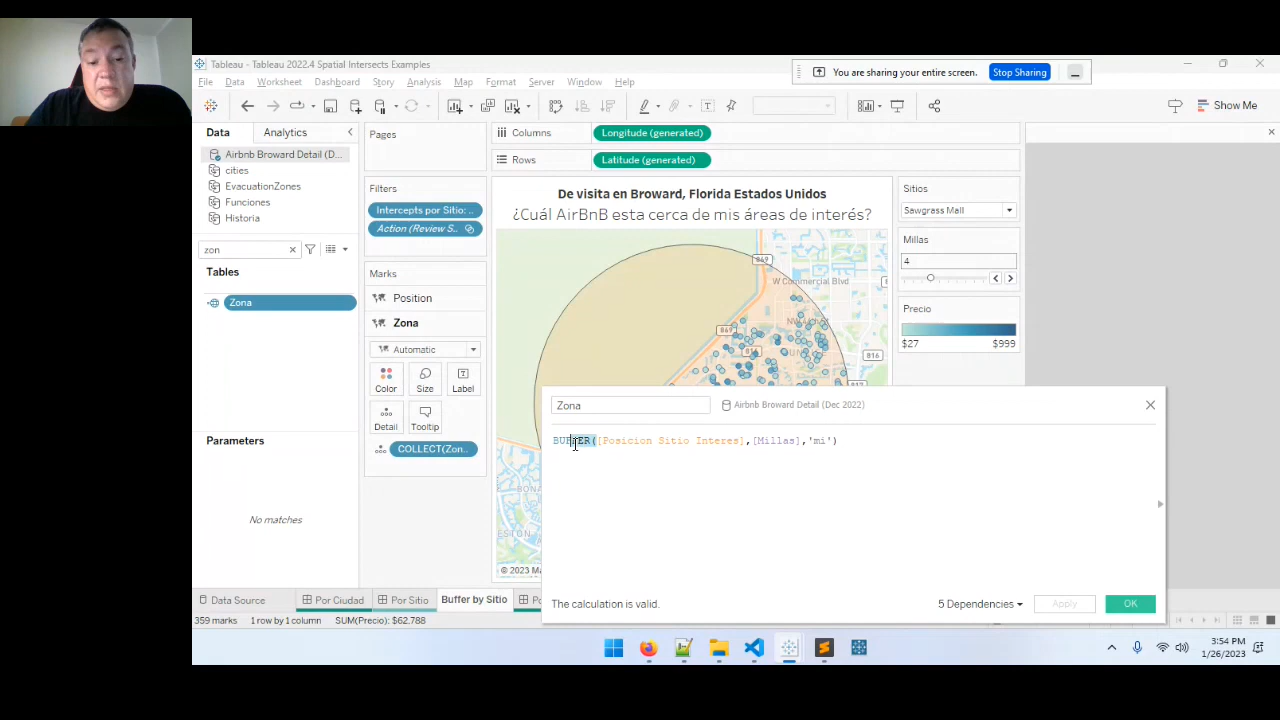 Tableau - Tableau 2022.4 Spatial Intersects Examples
You are sharing your entire screen.
Stop Sharing
File Data Worksheet Dashboard Story Analysis Map Format Server Window Help
Show Me
Data Analytics
Airbnb Broward Detail (D...
cities
EvacuationZones
Funciones
Historia
zon
Tables
Zona
Parameters
No matches
Pages
Filters
Intercepts por Sitio: ..
Action (Review S..
Marks
Position
Zona
Automatic
Color Size Label
Detail Tooltip
COLLECT(Zon..
Columns Longitude (generated)
Rows Latitude (generated)
De visita en Broward, Florida Estados Unidos
¿Cuál AirBnB esta cerca de mis áreas de interés?
869
W Commercial Blvd
869
816
© 2023 Ma
Sitios
Sawgrass Mall
Millas
4
Precio
$27 $999
Zona
Airbnb Broward Detail (Dec 2022)
BUFFER([Posicion Sitio Interes],[Millas],'mi')
The calculation is valid.
5 Dependencies
Apply
OK
Data Source Por Ciudad Por Sitio Buffer by Sitio
359 marks 1 row by 1 column SUM(Precio): $62.788
3:54 PM
1/26/2023